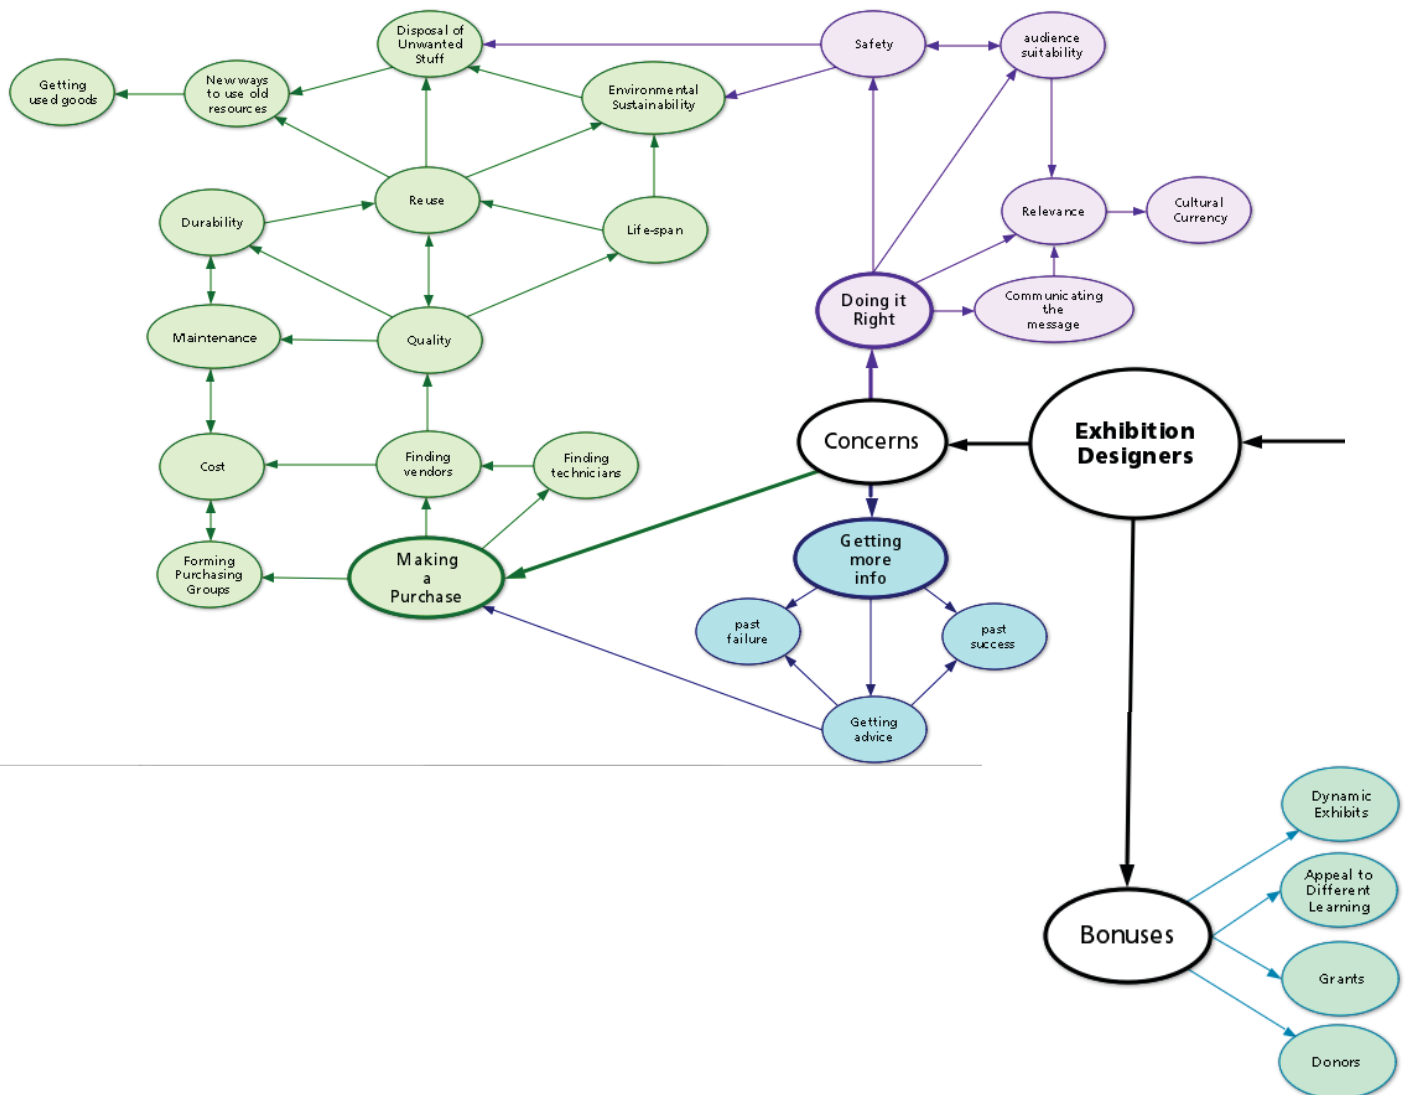 Disposal of
Unwanted
Stuff
Safety
audience
suitability
Getting
used goods
New ways
to use old
resources
Environmental
Sustainability
Reuse
Durability
Life-span
Relevance
Cultural
Currency
Doing it
Right
Communicating
the
message
Maintenance
Quality
Concerns
Exhibition
Designers
Cost
Finding
vendors
Finding
technicians
Forming
Purchasing
Groups
Making
a
Purchase
Getting
more
info
past
failure
past
success
Getting
advice
Dynamic
Exhibits
Appeal to
Different
Learning
Bonuses
Grants
Donors